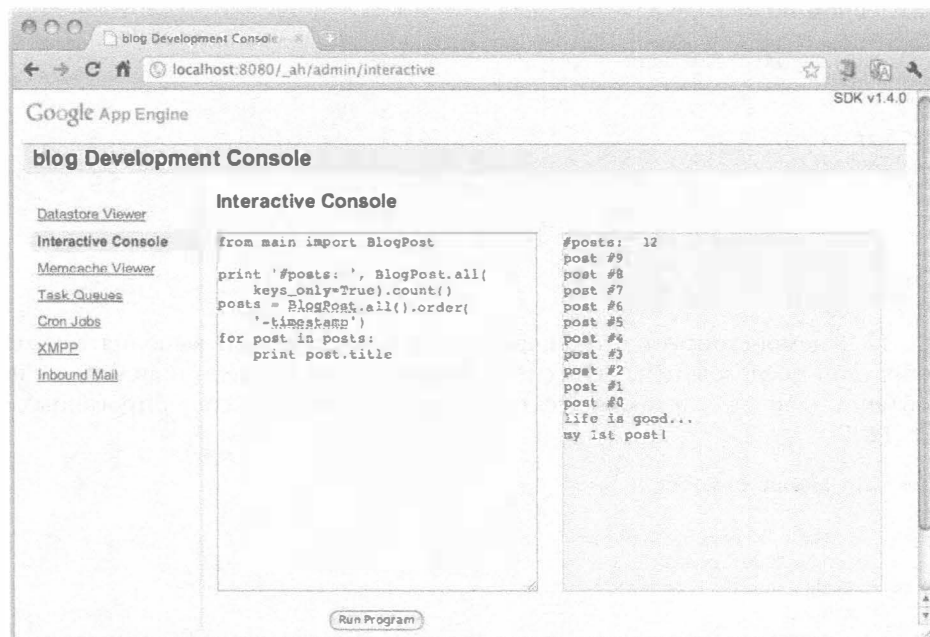 blog Development Console
localhost:8080/_ah/admin/interactive
SDK v1.4.0
Google App Engine
blog Development Console
Datastore Viewer
Interactive Console
Memcache Viewer
Task Queues
Cron Jobs
XMPP
Inbound Mail
Interactive Console
from main import BlogPost
print '#posts: ', BlogPost.all(
    keys_only=True).count()
posts = BlogPost.all().order(
    '-timestamp')
for post in posts:
    print post.title
#posts:  12
post #9
post #8
post #7
post #6
post #5
post #4
post #3
post #2
post #1
post #0
life is good...
my 1st post!
Run Program